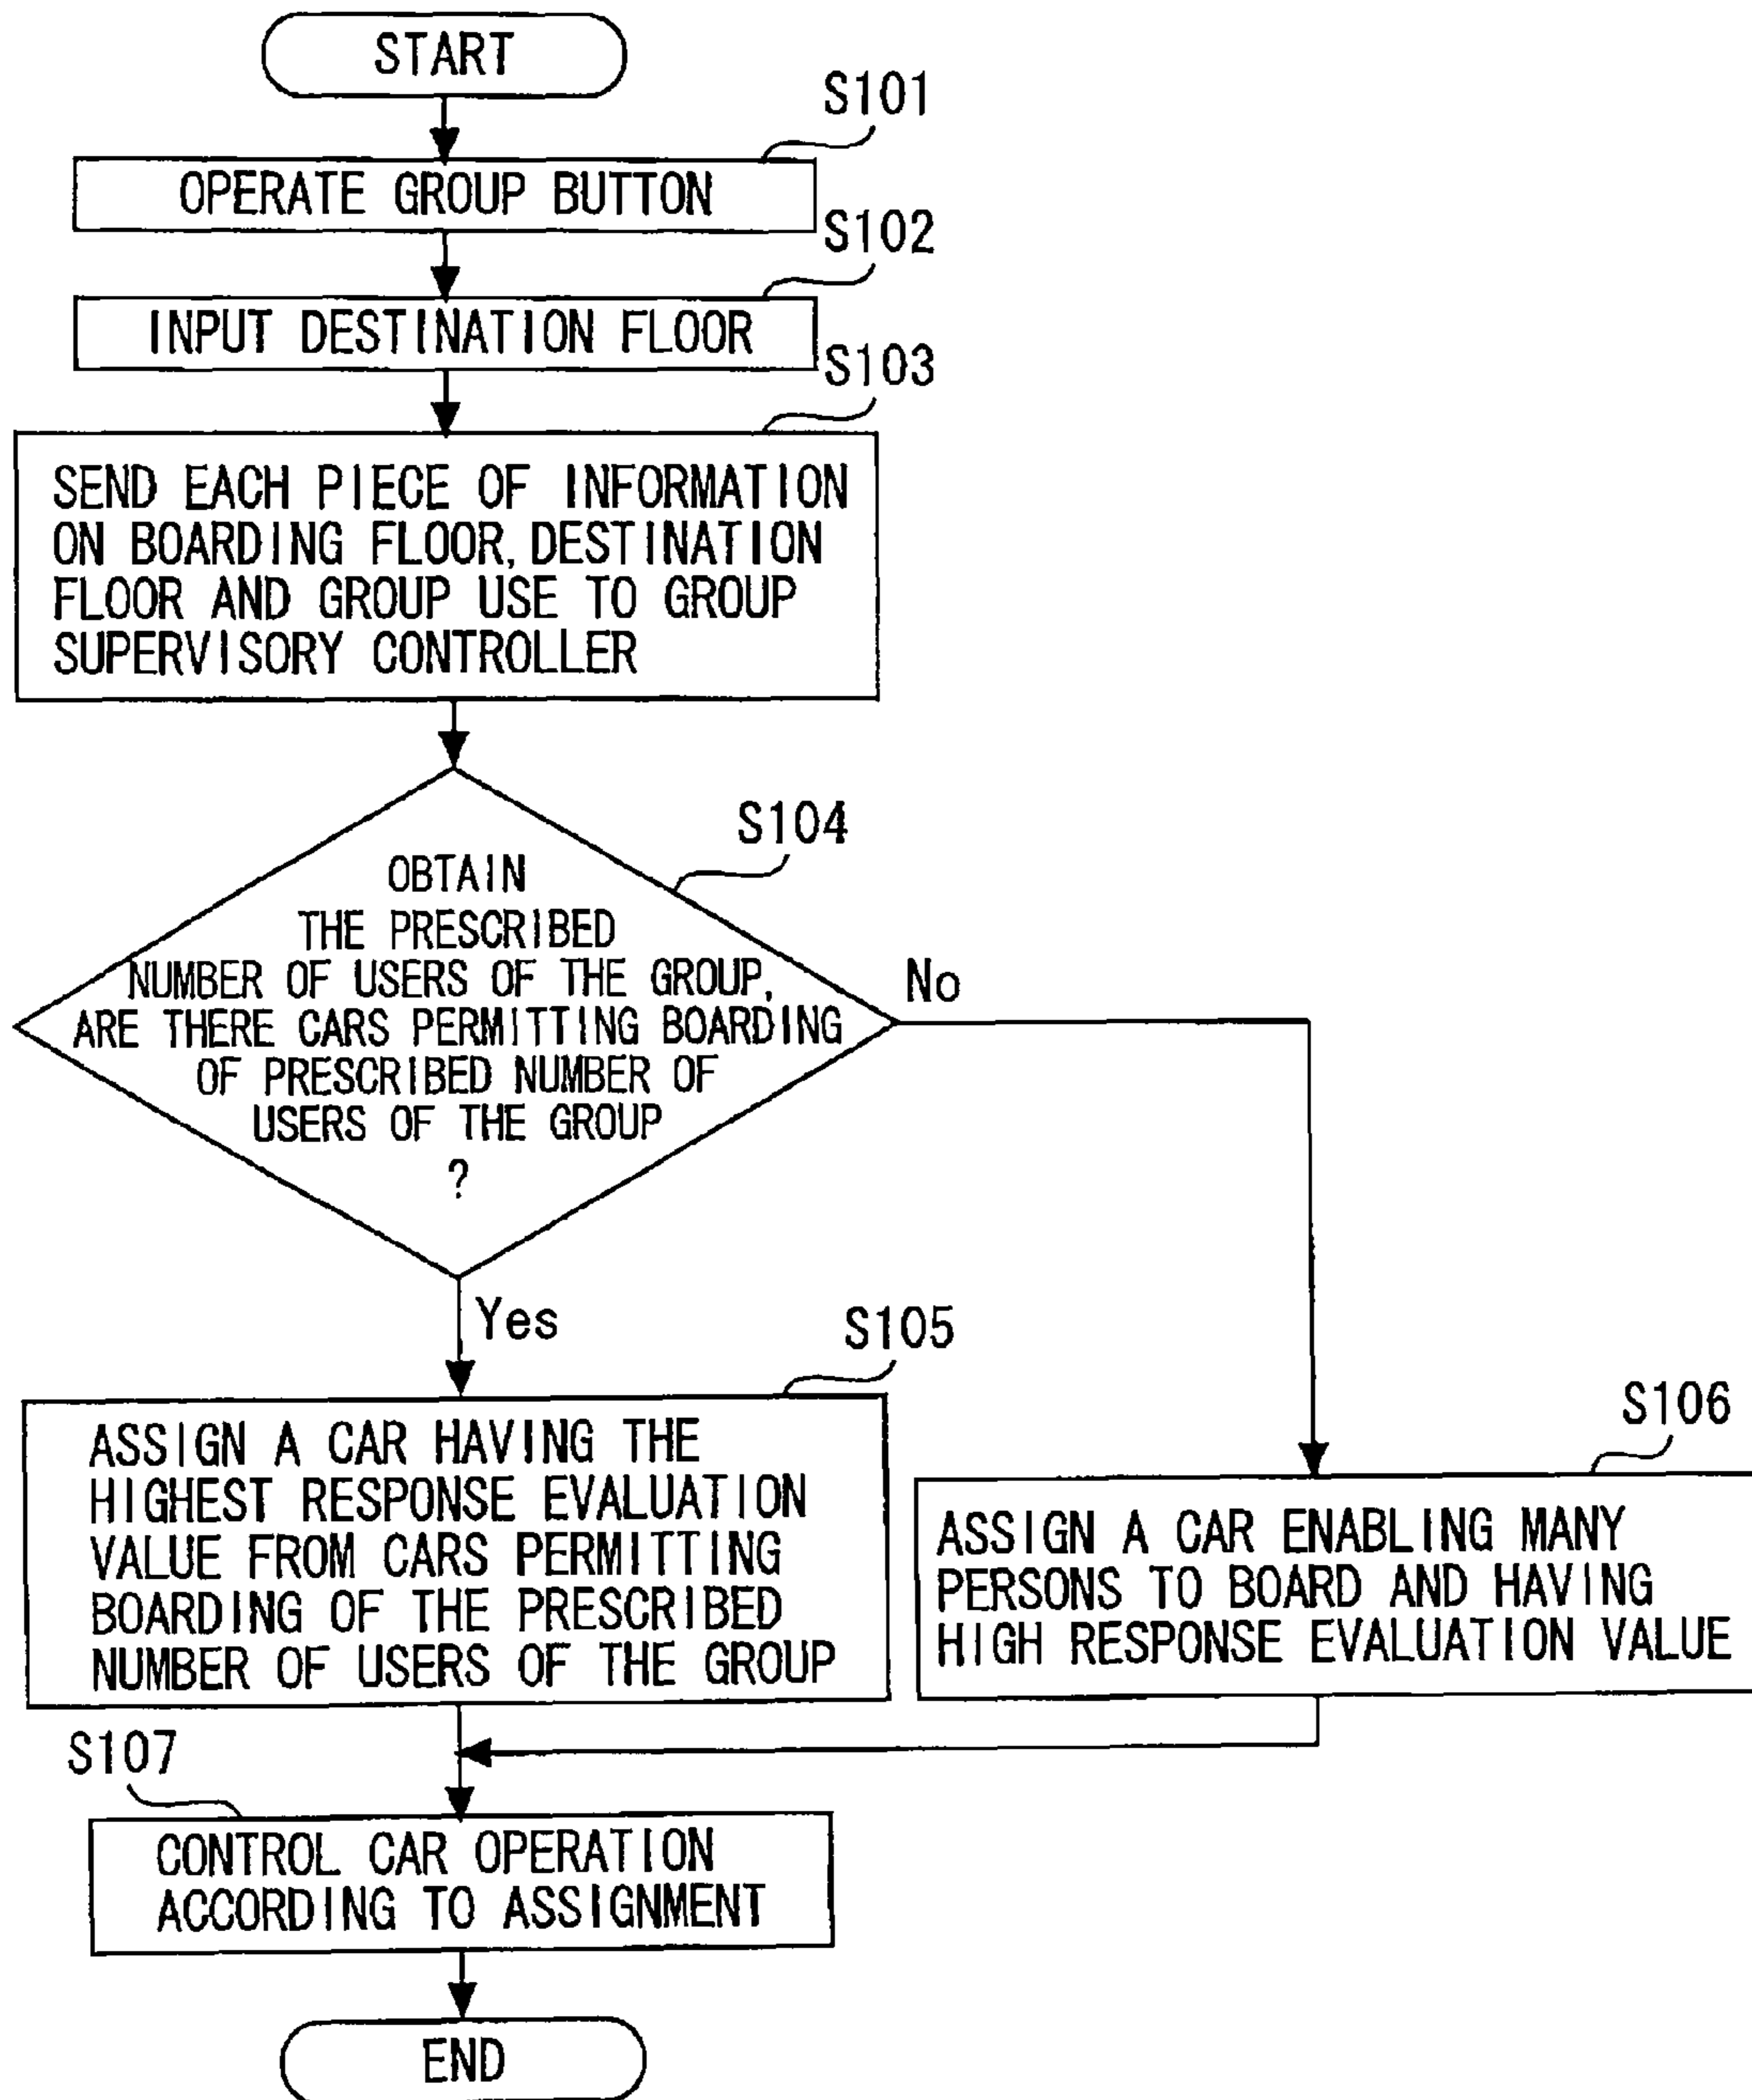 START
S101
OPERATE GROUP BUTTON
S102
INPUT DESTINATION FLOOR
S103
SEND EACH PIECE OF INFORMATION
ON BOARDING FLOOR, DESTINATION
FLOOR AND GROUP USE TO GROUP
SUPERVISORY CONTROLLER
S104
OBTAIN
THE PRESCRIBED
NUMBER OF USERS OF THE GROUP,
ARE THERE CARS PERMITTING BOARDING
OF PRESCRIBED NUMBER OF
USERS OF THE GROUP
?
No
Yes
S105
ASSIGN A CAR HAVING THE
HIGHEST RESPONSE EVALUATION
VALUE FROM CARS PERMITTING
BOARDING OF THE PRESCRIBED
NUMBER OF USERS OF THE GROUP
S106
ASSIGN A CAR ENABLING MANY
PERSONS TO BOARD AND HAVING
HIGH RESPONSE EVALUATION VALUE
S107
CONTROL CAR OPERATION
ACCORDING TO ASSIGNMENT
END